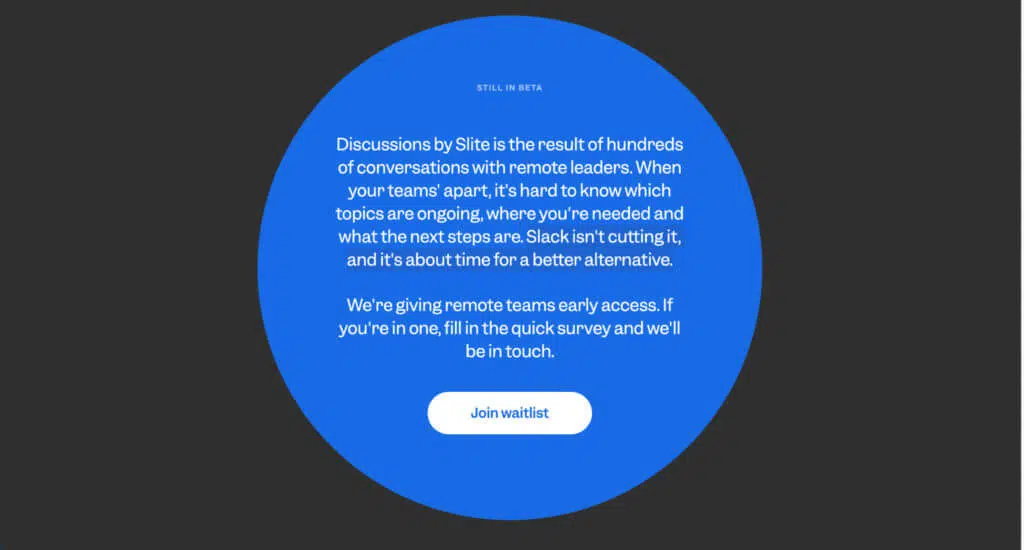 STILL IN BETA
Discussions by Slite is the result of hundreds
of conversations with remote leaders. When
your teams' apart, it's hard to know which
topics are ongoing, where you're needed and
what the next steps are. Slack isn't cutting it,
and it's about time for a better alternative.
We're giving remote teams early access. If
you're in one, fill in the quick survey and we'll
be in touch.
Join waitlist